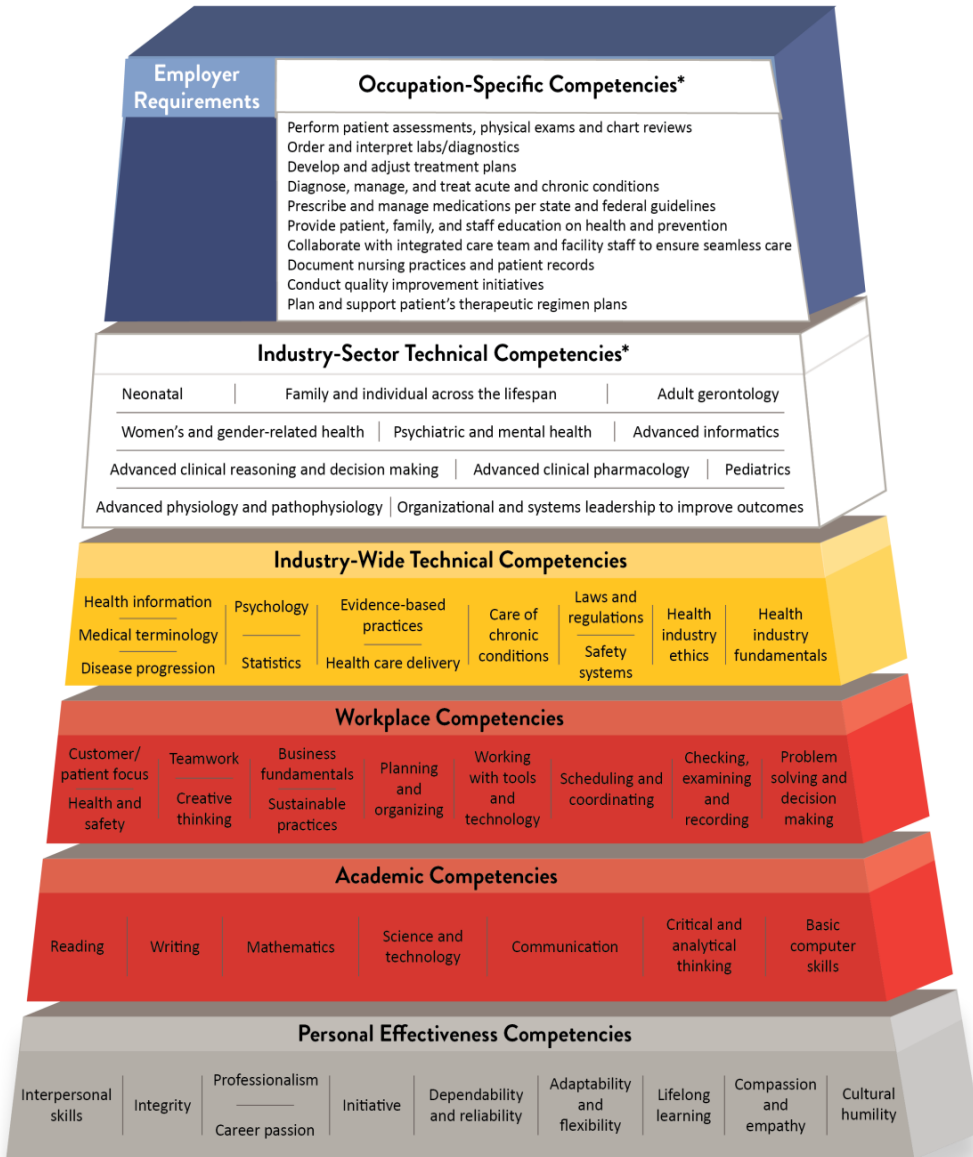 Employer
Requirements
Occupation-Specific Competencies*
Perform patient assessments, physical exams and chart reviews
Order and interpret labs/diagnostics
Develop and adjust treatment plans
Diagnose, manage, and treat acute and chronic conditions
Prescribe and manage medications per state and federal guidelines
Provide patient, family, and staff education on health and prevention
Collaborate with integrated care team and facility staff to ensure seamless care
Document nursing practices and patient records
Conduct quality improvement initiatives
Plan and support patient’s therapeutic regimen plans
Industry-Sector Technical Competencies*
Neonatal
Family and individual across the lifespan
Adult gerontology
Women’s and gender-related health
Psychiatric and mental health
Advanced informatics
Advanced clinical reasoning and decision making
Advanced clinical pharmacology
Pediatrics
Advanced physiology and pathophysiology
Organizational and systems leadership to improve outcomes
Industry-Wide Technical Competencies
Health information
Medical terminology
Disease progression
Psychology
Statistics
Evidence-based
practices
Health care delivery
Care of
chronic
conditions
Laws and
regulations
Safety
systems
Health
industry
ethics
Health
industry
fundamentals
Workplace Competencies
Customer/
patient focus
Health and
safety
Teamwork
Creative
thinking
Business
fundamentals
Sustainable
practices
Planning
and
organizing
Working
with tools
and
technology
Scheduling and
coordinating
Checking,
examining
and
recording
Problem
solving and
decision
making
Academic Competencies
Reading
Writing
Mathematics
Science and
technology
Communication
Critical and
analytical
thinking
Basic
computer
skills
Personal Effectiveness Competencies
Interpersonal
skills
Integrity
Professionalism
Career passion
Initiative
Dependability
and reliability
Adaptability
and
flexibility
Lifelong
learning
Compassion
and
empathy
Cultural
humility